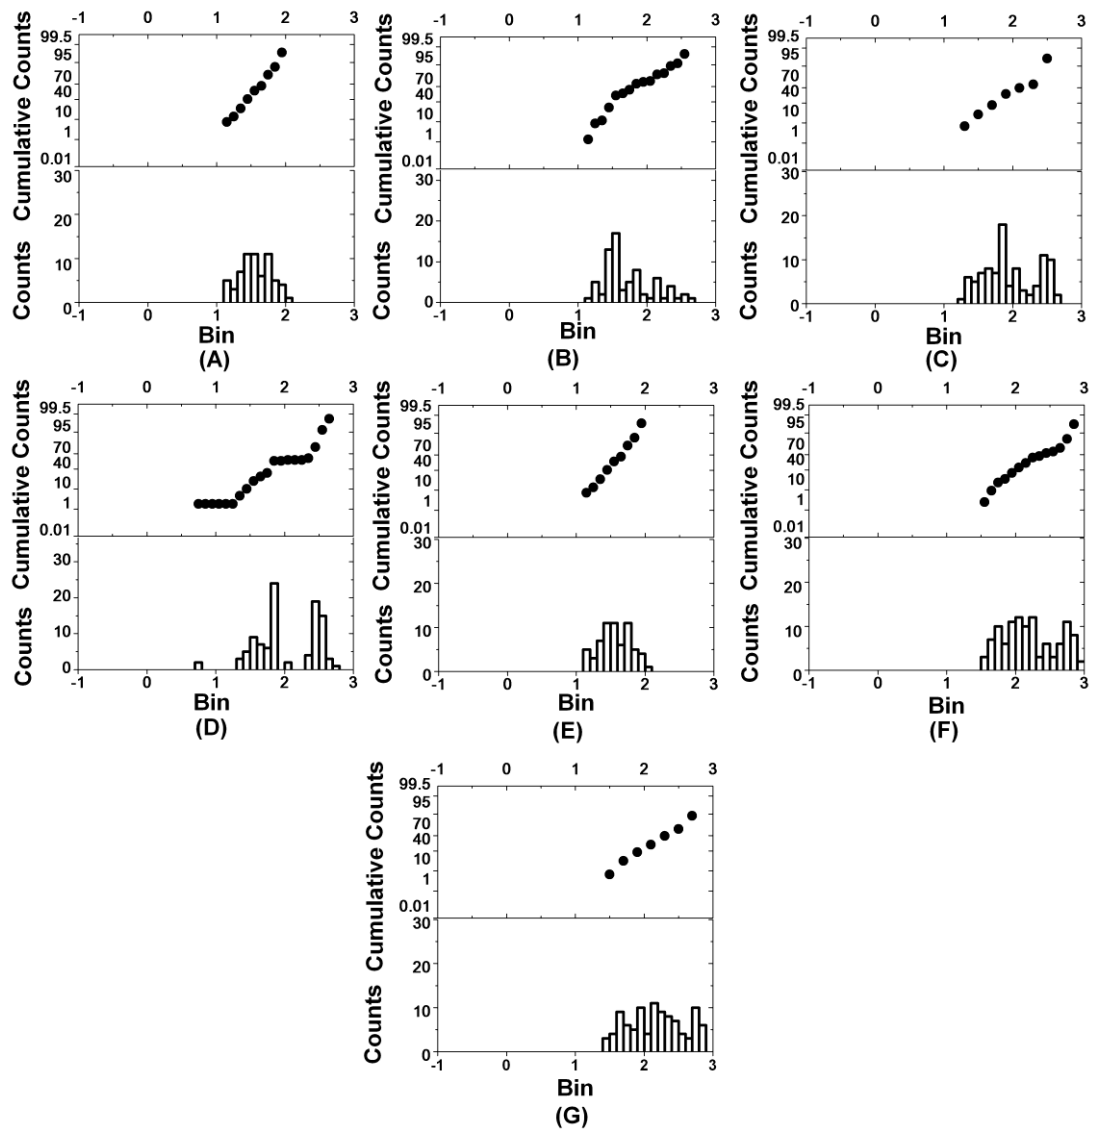 -1 0 1 2 3 -1 0 1 2 3 -1 0 1 2 3
99.5 95 70 40 10 1 0.01 Cumulative Counts
99.5 95 70 40 10 1 0.01 Cumulative Counts
99.5 95 70 40 10 1 0.01 Cumulative Counts
30 20 10 0 Counts
30 20 10 0 Counts
30 20 10 0 Counts
-1 0 1 2 3 -1 0 1 2 3 -1 0 1 2 3
Bin Bin Bin
(A) (B) (C)
-1 0 1 2 3 -1 0 1 2 3 -1 0 1 2 3
99.5 95 70 40 10 1 0.01 Cumulative Counts
99.5 95 70 40 10 1 0.01 Cumulative Counts
99.5 95 70 40 10 1 0.01 Cumulative Counts
30 20 10 0 Counts
30 20 10 0 Counts
30 20 10 0 Counts
-1 0 1 2 3 -1 0 1 2 3 -1 0 1 2 3
Bin Bin Bin
(D) (E) (F)
-1 0 1 2 3
99.5 95 70 40 10 1 0.01 Cumulative Counts
30 20 10 0 Counts
-1 0 1 2 3
Bin
(G)